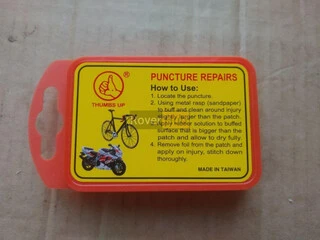 PUNCTURE REPAIRS
THUMBS UP
®
How to Use:
1. Locate the puncture.
2. Using metal rasp (sandpaper)
to buff and clean around injury
slightly larger than the patch.
Apply rubber solution to buffed
surface that is bigger than the
patch and allow to dry fully.
4. Remove foil from the patch and
apply on injury, stitch down
thoroughly.
MADE IN TAIWAN